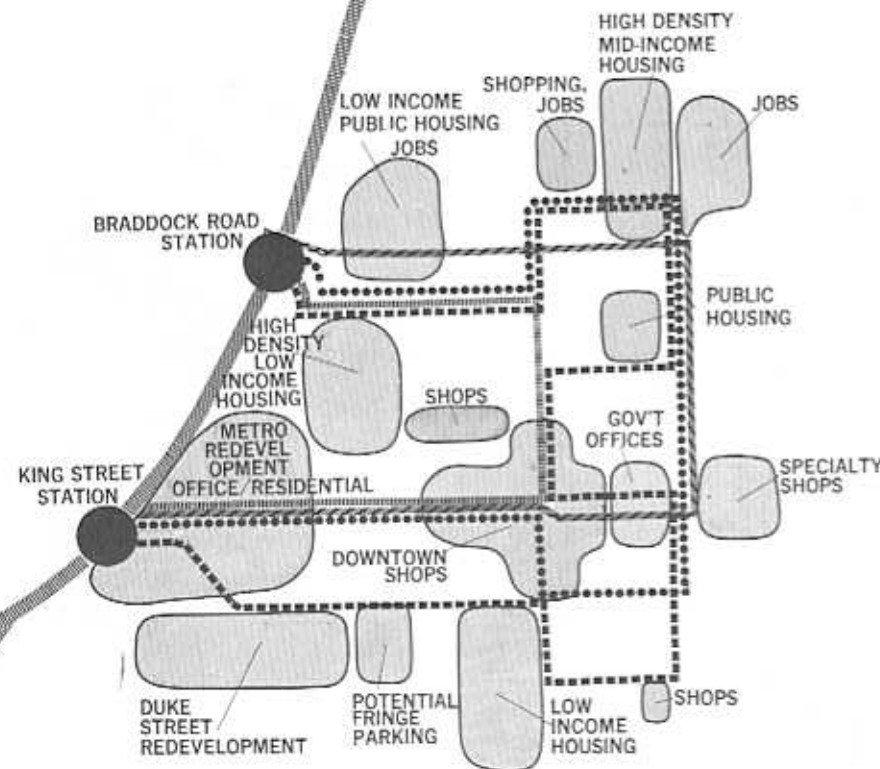 HIGH DENSITY
MID-INCOME
HOUSING
SHOPPING,
JOBS
JOBS
LOW INCOME
PUBLIC HOUSING
JOBS
BRADDOCK ROAD
STATION
PUBLIC
HOUSING
HIGH
DENSITY
LOW
INCOME
HOUSING
SHOPS
GOV'T
OFFICES
METRO
REDEVEL
OPMENT
OFFICE/RESIDENTIAL
KING STREET
STATION
SPECIALTY
SHOPS
DOWNTOWN
SHOPS
DUKE
STREET
REDEVELOPMENT
POTENTIAL
FRINGE
PARKING
LOW
INCOME
HOUSING
SHOPS